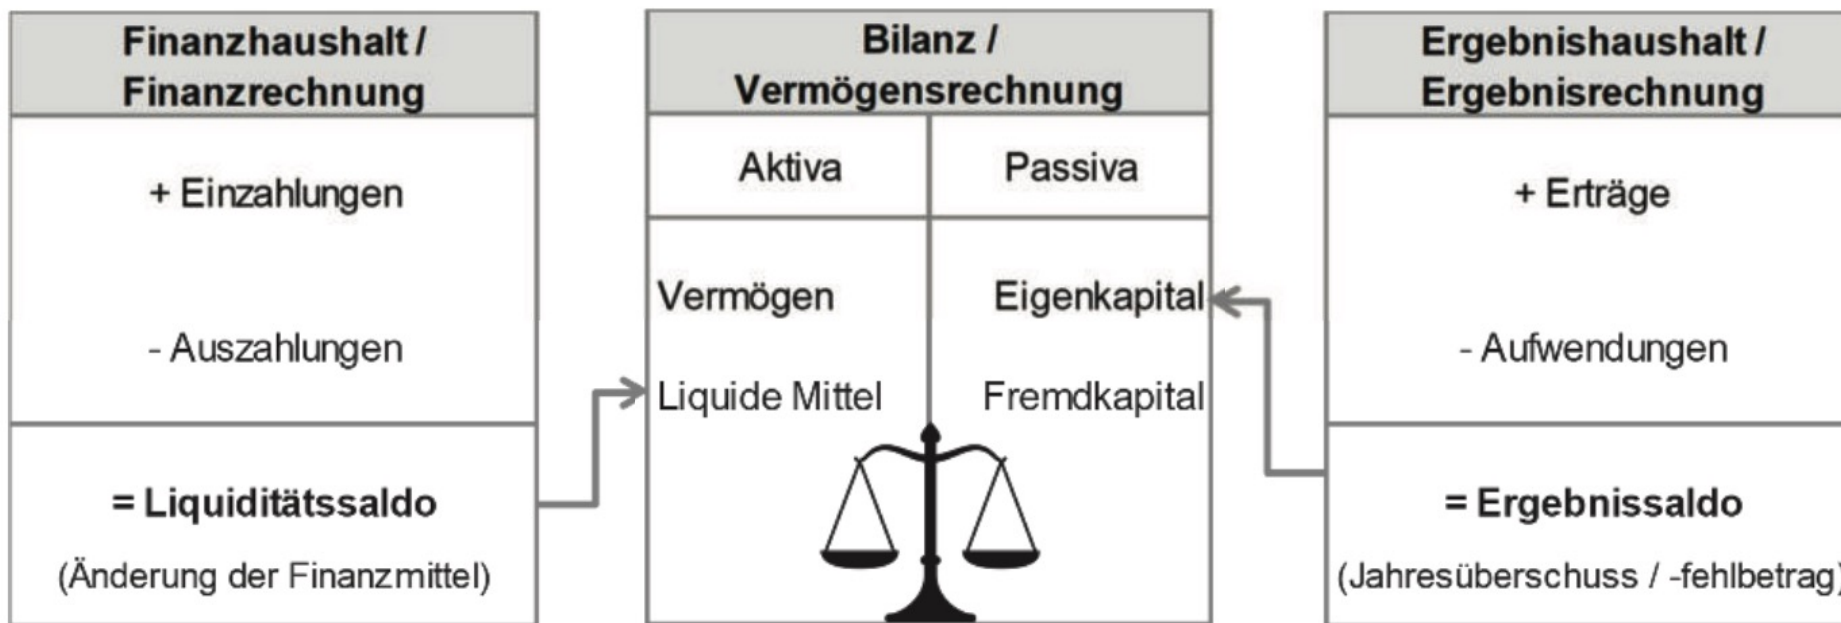 Finanzhaushalt /
Finanzrechnung
+ Einzahlungen
- Auszahlungen
= Liquiditätssaldo
(Änderung der Finanzmittel)
Bilanz /
Vermögensrechnung
Aktiva
Passiva
Vermögen
Eigenkapital
Liquide Mittel
Fremdkapital
Ergebnishaushalt /
Ergebnisrechnung
+ Erträge
- Aufwendungen
= Ergebnissaldo
(Jahresüberschuss / -fehlbetrag)